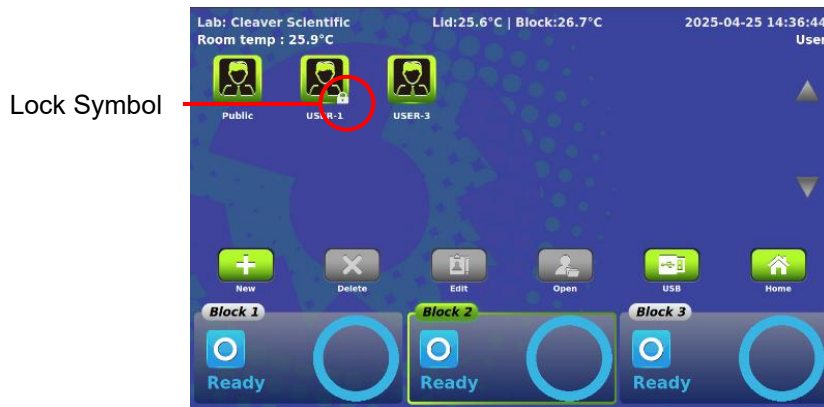 Lab: Cleaver Scientific Lid:25.6°C | Block:26.7°C 2025-04-25 14:36:44
Room temp : 25.9°C User
Lock Symbol
Public USER-1 USER-3
New Delete Edit Open USB Home
Block 1 Block 2 Block 3
Ready Ready Ready